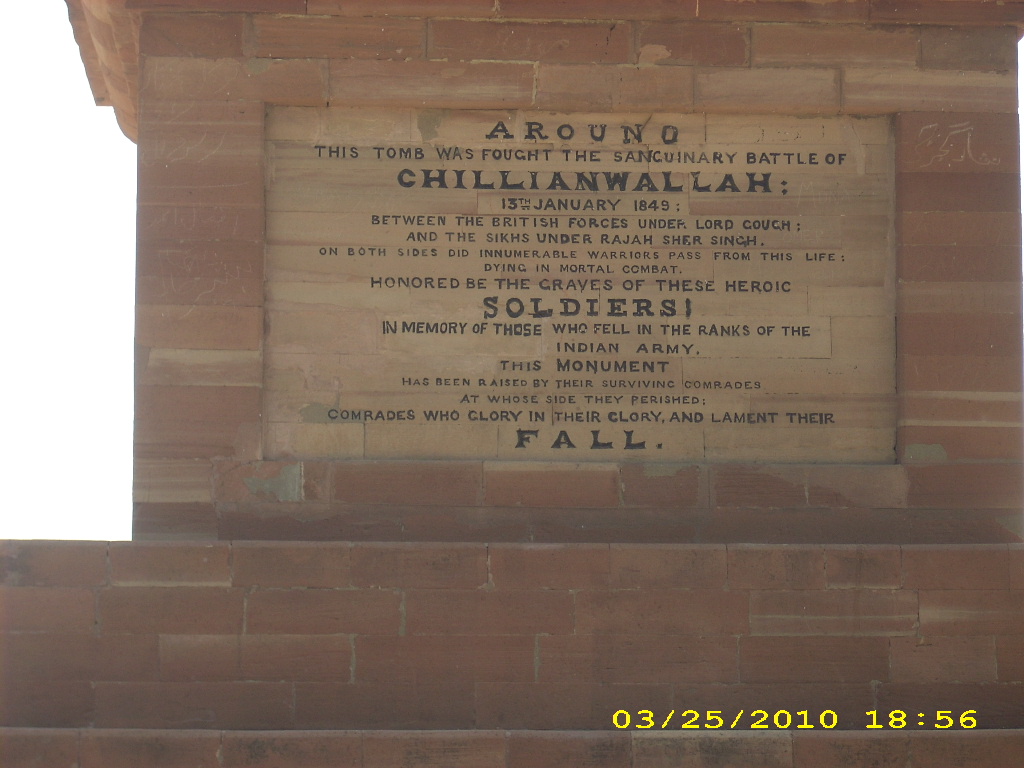 AROUND
THIS TOMB WAS FOUGHT THE SANGUINARY BATTLE OF
CHILLIANWALLAH:
13TH JANUARY 1849;
BETWEEN THE BRITISH FORCES UNDER LORD GOUGH;
AND THE SIKHS UNDER RAJAH SHER SINGH.
ON BOTH SIDES DID INNUMERABLE WARRIORS PASS FROM THIS LIFE;
DYING IN MORTAL COMBAT.
HONORED BE THE GRAVES OF THESE HEROIC
SOLDIERS!
IN MEMORY OF THOSE WHO FELL IN THE RANKS OF THE
INDIAN ARMY.
THIS MONUMENT
HAS BEEN RAISED BY THEIR SURVIVING COMRADES
AT WHOSE SIDE THEY PERISHED;
COMRADES WHO GLORY IN THEIR GLORY, AND LAMENT THEIR
FALL.
03/25/2010 18:56